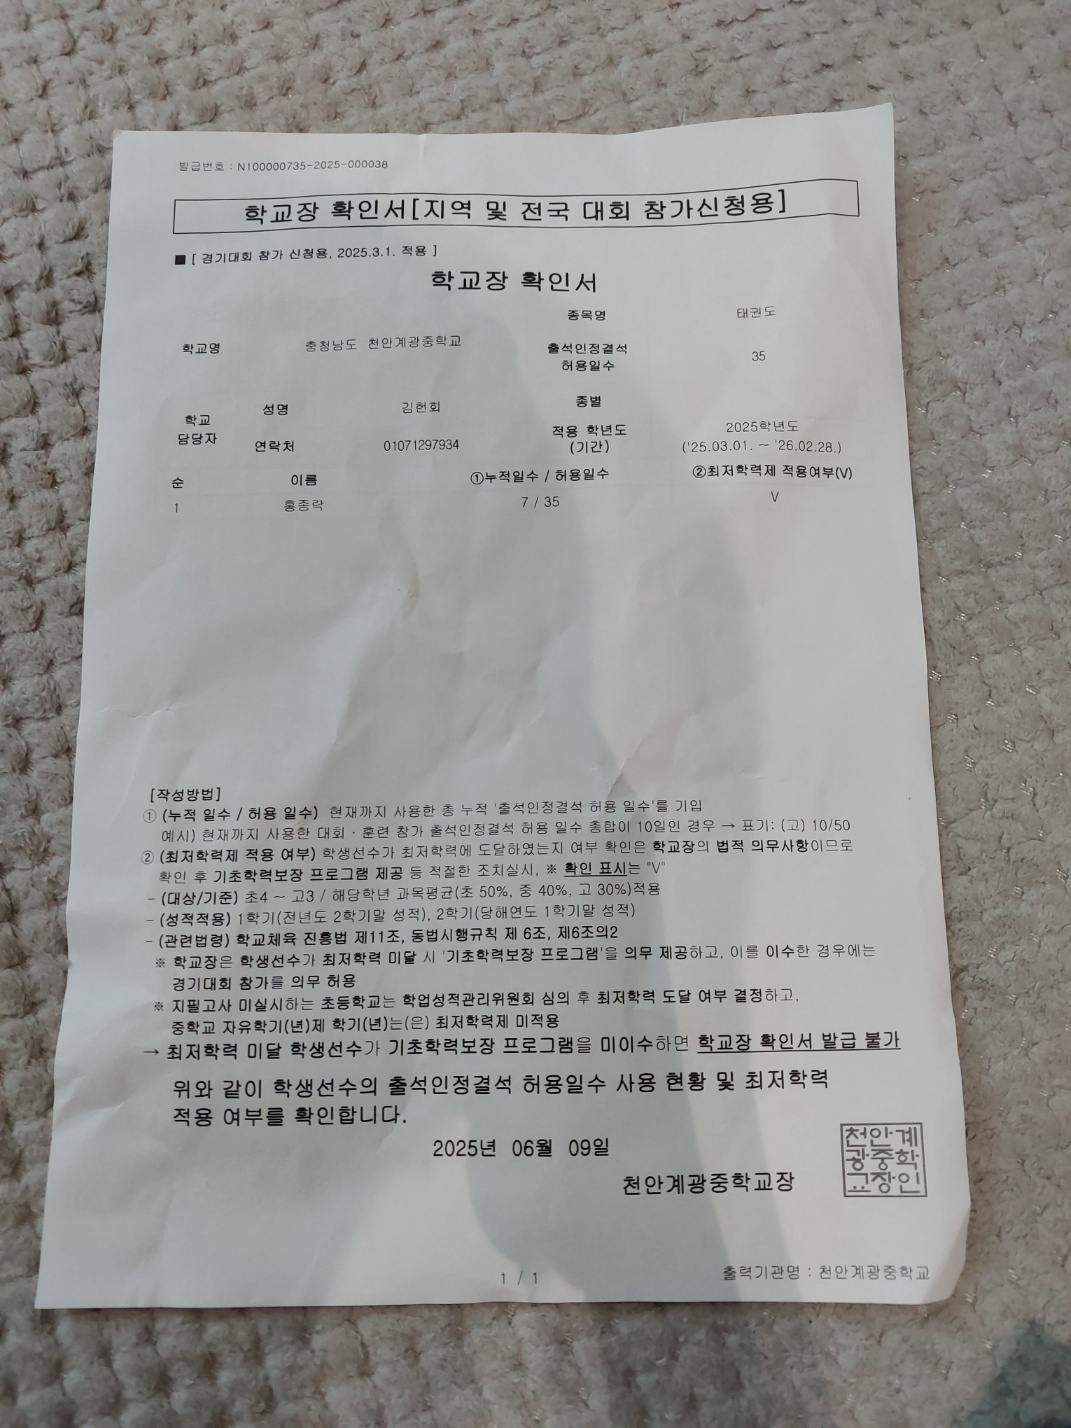 발급번호 : N100000735-2025-000038
학교장 확인서[지역 및 전국 대회 참가신청용]
■ [ 경기대회 참가 신청용, 2025.3.1. 적용 ]
학교장 확인서
학교명 충청남도 천안계광중학교 종목명 태권도
출석인정결석 허용일수 35
학교 담당자 성명 김헌회 종별
연락처 01071297934 적용 학년도 (기간) 2025학년도 ('25.03.01. ~ '26.02.28.)
순 이름 ①누적일수 / 허용일수 ②최저학력제 적용여부(V)
1 홍종락 7 / 35 V
[작성방법]
① (누적 일수 / 허용 일수) 현재까지 사용한 총 누적 '출석인정결석 허용 일수'를 기입
예시) 현재까지 사용한 대회 · 훈련 참가 출석인정결석 허용 일수 총합이 10일인 경우 → 표기: (고) 10/50
② (최저학력제 적용 여부) 학생선수가 최저학력에 도달하였는지 여부 확인은 학교장의 법적 의무사항이므로
확인 후 기초학력보장 프로그램 제공 등 적절한 조치실시, ※ 확인 표시는 "V"
- (대상/기준) 초4 ~ 고3 / 해당학년 과목평균(초 50%, 중 40%, 고 30%)적용
- (성적적용) 1학기(전년도 2학기말 성적), 2학기(당해연도 1학기말 성적)
- (관련법령) 학교체육 진흥법 제11조, 동법시행규칙 제 6조, 제6조의2
※ 학교장은 학생선수가 최저학력 미달 시 '기초학력보장 프로그램'을 의무 제공하고, 이를 이수한 경우에는
경기대회 참가를 의무 허용
※ 지필고사 미실시하는 초등학교는 학업성적관리위원회 심의 후 최저학력 도달 여부 결정하고,
중학교 자유학기(년)제 학기(년)는(은) 최저학력제 미적용
→ 최저학력 미달 학생선수가 기초학력보장 프로그램을 미이수하면 학교장 확인서 발급 불가
위와 같이 학생선수의 출석인정결석 허용일수 사용 현황 및 최저학력
적용 여부를 확인합니다.
2025년 06월 09일
천안계광중학교장
천안계
광중학
교장인
1 / 1
출력기관명 : 천안계광중학교